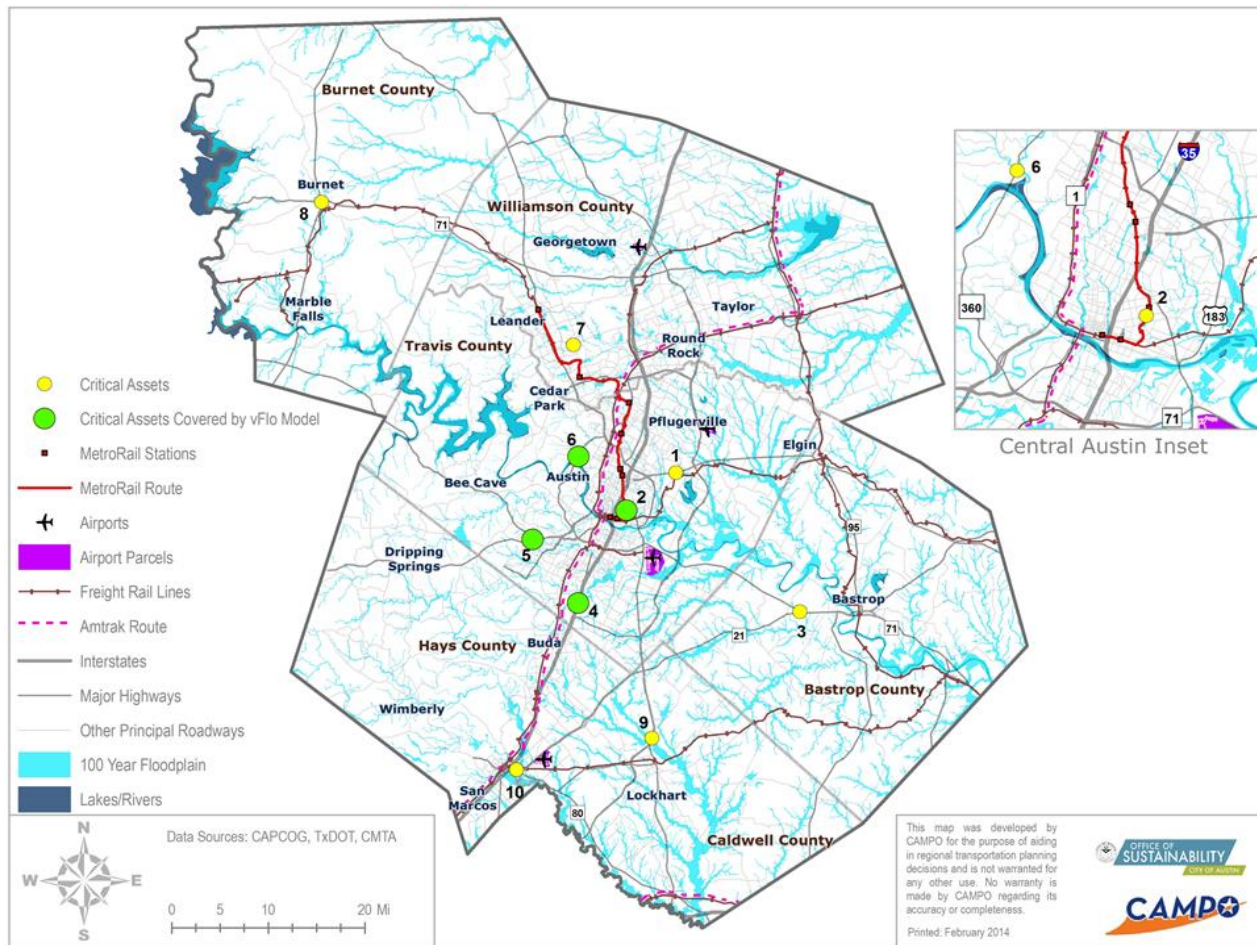 Burnet County
Burnet
8
71
Williamson County
Georgetown
Marble
Falls
Leander
Taylor
7
Travis County
Round
Rock
Cedar
Park
Pflugerville
6
1
Elgin
Austin
Bee Cave
2
95
Dripping
Springs
5
Bastrop
4
3
71
Hays County
Buda
21
Bastrop County
Wimberly
9
San
Marcos
10
Lockhart
80
Caldwell County
Critical Assets
Critical Assets Covered by vFlo Model
MetroRail Stations
MetroRail Route
Airports
Airport Parcels
Freight Rail Lines
Amtrak Route
Interstates
Major Highways
Other Principal Roadways
100 Year Floodplain
Lakes/Rivers
6
35
1
2
360
183
71
Central Austin Inset
N
W E
S
Data Sources: CAPCOG, TxDOT, CMTA
0 5 10 20 Mi
This map was developed by
CAMPO for the purpose of aiding
in regional transportation planning
decisions and is not warranted for
any other use. No warranty is
made by CAMPO regarding its
accuracy or completeness.
Printed: February 2014
OFFICE OF
SUSTAINABILITY
CITY OF AUSTIN
CAMPO